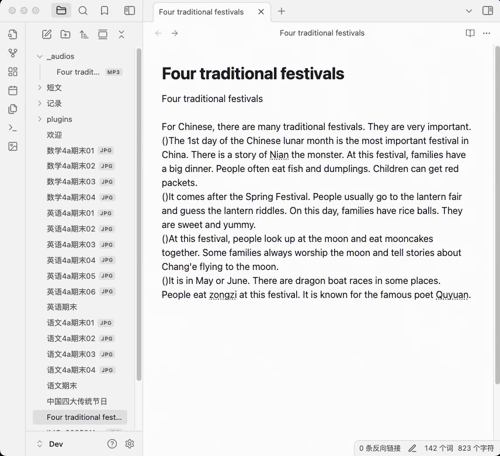 Four traditional festivals
Four traditional festivals
_audios
Four tradit... MP3
短文
记录
plugins
欢迎
数学4a期末01 JPG
数学4a期末02 JPG
数学4a期末03 JPG
数学4a期末04 JPG
英语4a期末01 JPG
英语4a期末02 JPG
英语4a期末03 JPG
英语4a期末04 JPG
英语4a期末05 JPG
英语4a期末06 JPG
英语期末
语文4a期末01 JPG
语文4a期末02 JPG
语文4a期末03 JPG
语文4a期末04 JPG
语文期末
中国四大传统节日
Four traditional fest...
Dev
Four traditional festivals
Four traditional festivals
For Chinese, there are many traditional festivals. They are very important.
()The 1st day of the Chinese lunar month is the most important festival in
China. There is a story of Nian the monster. At this festival, families have
a big dinner. People often eat fish and dumplings. Children can get red
packets.
()It comes after the Spring Festival. People usually go to the lantern fair
and guess the lantern riddles. On this day, families have rice balls. They
are sweet and yummy.
()At this festival, people look up at the moon and eat mooncakes
together. Some families always worship the moon and tell stories about
Chang'e flying to the moon.
()It is in May or June. There are dragon boat races in some places.
People eat zongzi at this festival. It is known for the famous poet Quyuan.
0 条反向链接 142 个词 823 个字符